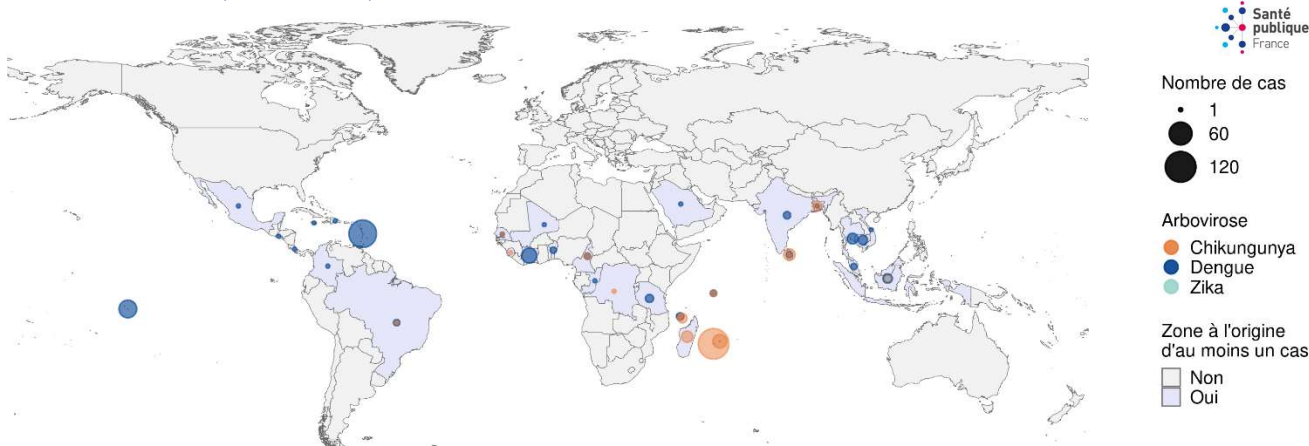 Santé
publique
France
Nombre de cas
1
60
120
Arbovirose
Chikungunya
Dengue
Zika
Zone à l'origine
d'au moins un cas
Non
Oui